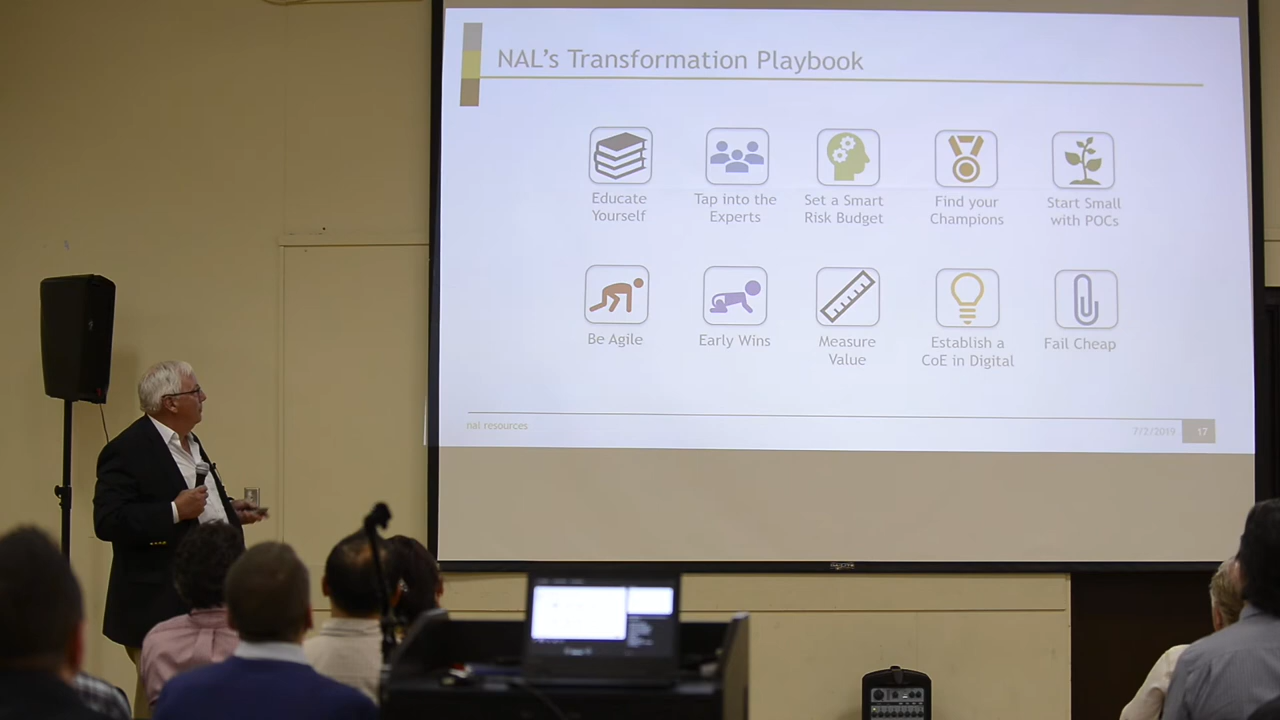 NAL's Transformation Playbook
Educate
Yourself
Tap into the
Experts
Set a Smart
Risk Budget
Find your
Champions
Start Small
with POCs
Be Agile
Early Wins
Measure
Value
Establish a
CoE in Digital
Fail Cheap
nal resources
7/2/2019
17